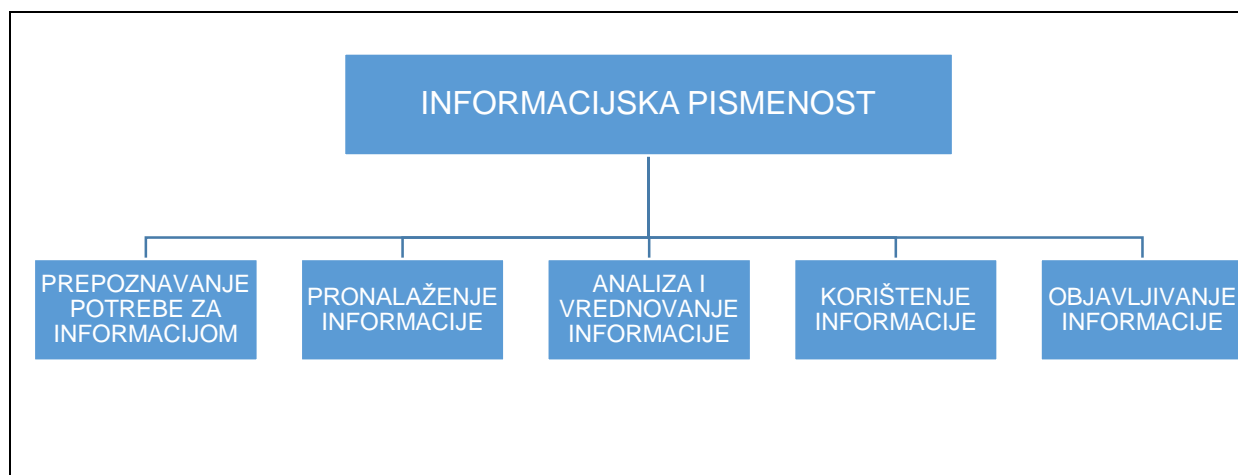 INFORMACIJSKA PISMENOST
PREPOZNAVANJE
POTREBE ZA
INFORMACIJOM
PRONALAŽENJE
INFORMACIJE
ANALIZA I
VREDNOVANJE
INFORMACIJE
KORIŠTENJE
INFORMACIJE
OBJAVLJIVANJE
INFORMACIJE